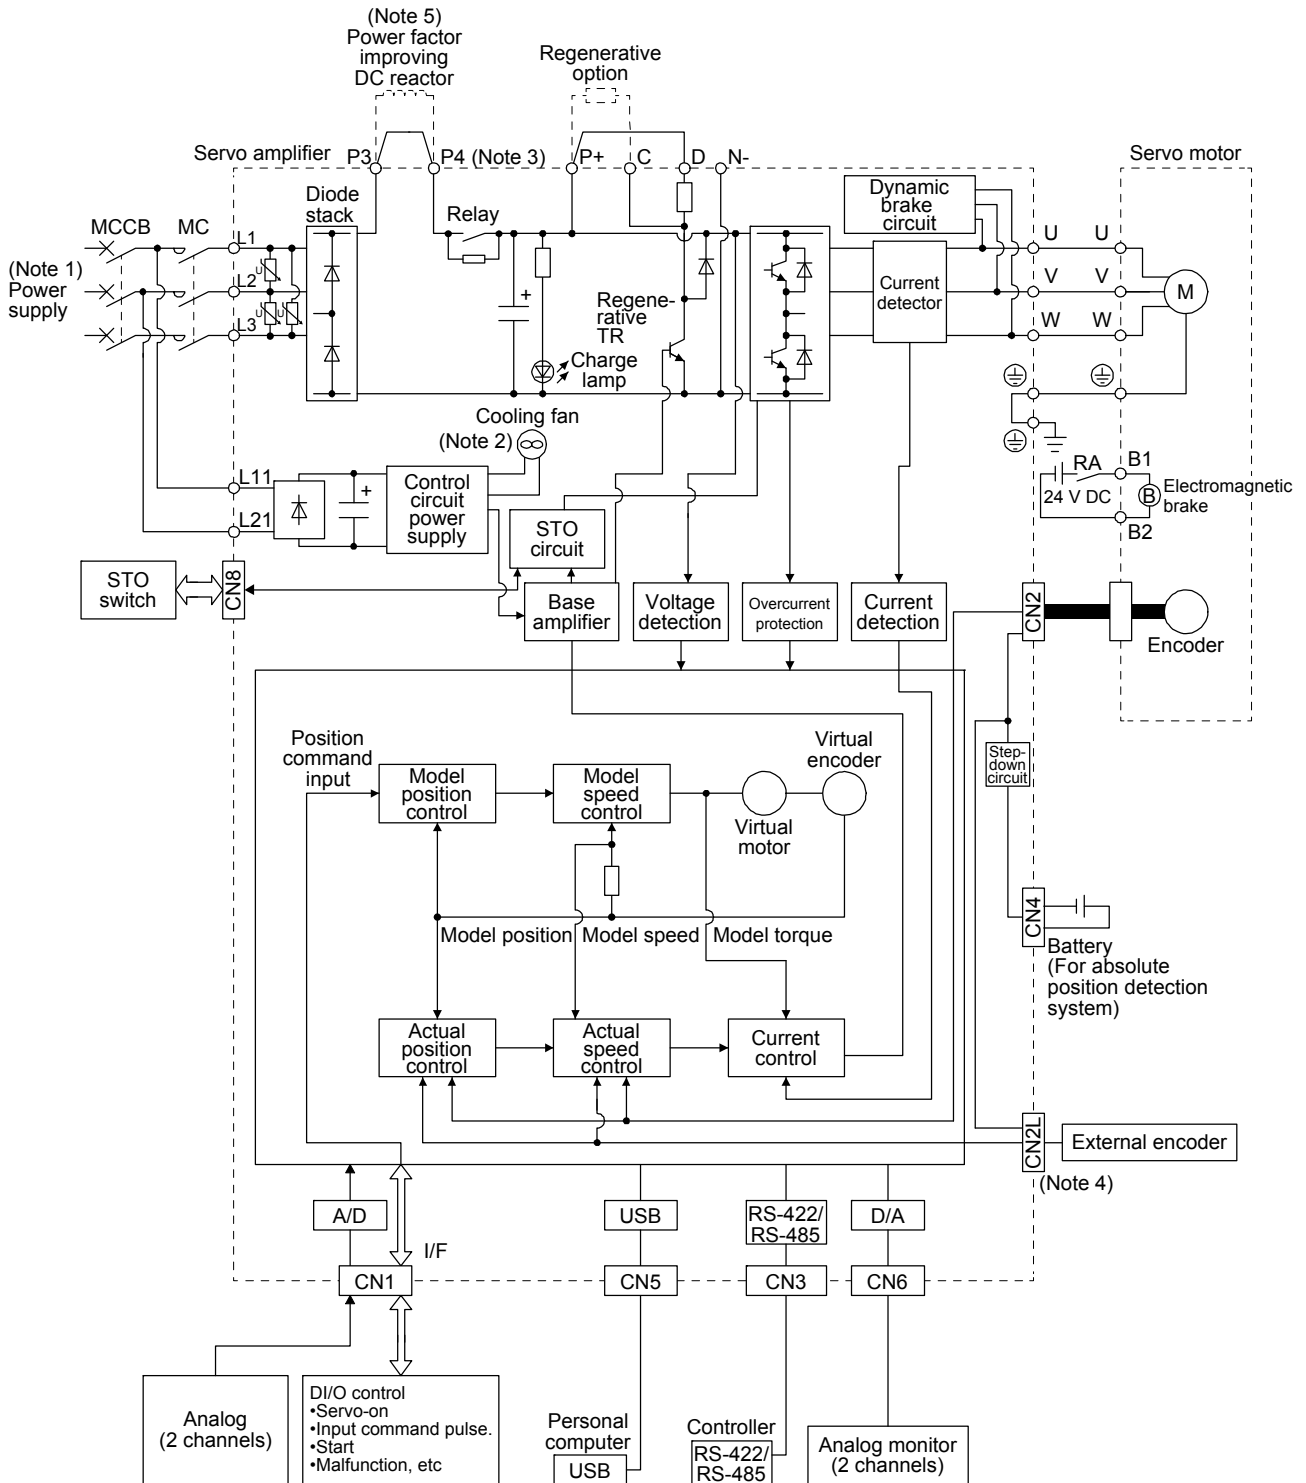 (Note 5)
Power factor
improving
DC reactor
Regenerative
option
Servo amplifier
P3
P4 (Note 3)
P+
C
D
N-
Servo motor
Diode
stack
Relay
Dynamic
brake
circuit
MCCB
MC
L1
L2
L3
(Note 1)
Power
supply
U
U
U
U
U
V
V
W
W
Current
detector
M
Regene-
rative
TR
+
Charge
lamp
Cooling fan
(Note 2)
L11
L21
+
Control
circuit
power
supply
STO
circuit
RA
24 V DC
B1
B
B2
Electromagnetic
brake
STO
switch
CN8
Base
amplifier
Voltage
detection
Overcurrent
protection
Current
detection
CN2
Encoder
Position
command
input
Model
position
control
Model
speed
control
Virtual
encoder
Virtual
motor
Step-
down
circuit
Model position
Model speed
Model torque
CN4
Battery
(For absolute
position detection
system)
Actual
position
control
Actual
speed
control
Current
control
CN2L
External encoder
(Note 4)
A/D
I/F
USB
RS-422/
RS-485
D/A
CN1
CN5
CN3
CN6
Analog
(2 channels)
DI/O control
•Servo-on
•Input command pulse.
•Start
•Malfunction, etc
Personal
computer
USB
Controller
RS-422/
RS-485
Analog monitor
(2 channels)